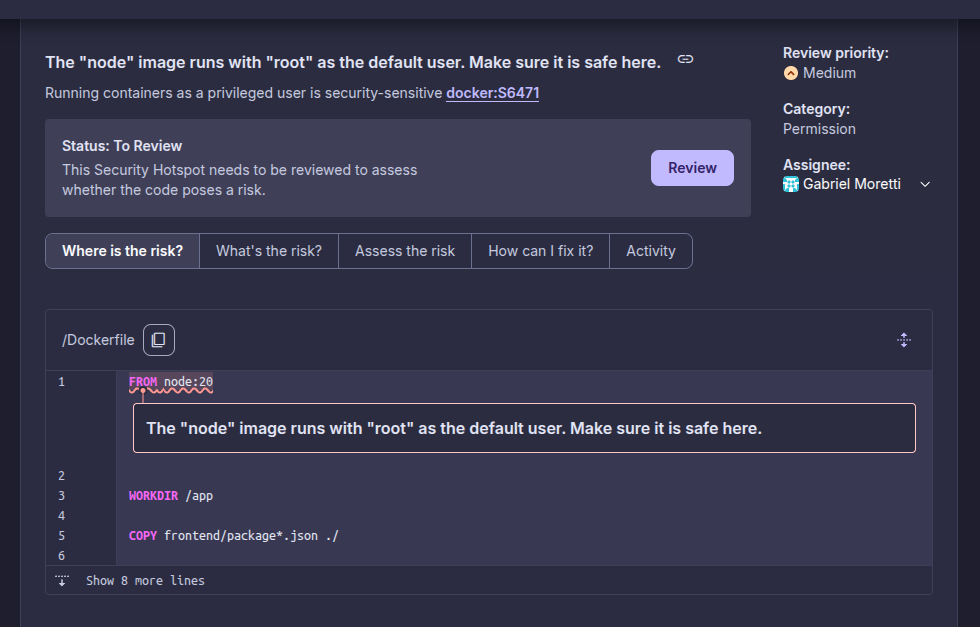 The "node" image runs with "root" as the default user. Make sure it is safe here.
Running containers as a privileged user is security-sensitive docker:S6471
Status: To Review
This Security Hotspot needs to be reviewed to assess
whether the code poses a risk.
Review
Review priority:
Medium
Category:
Permission
Assignee:
Gabriel Moretti
Where is the risk?
What's the risk?
Assess the risk
How can I fix it?
Activity
/Dockerfile
1 FROM node:20
The "node" image runs with "root" as the default user. Make sure it is safe here.
2
3 WORKDIR /app
4
5 COPY frontend/package*.json ./
6
Show 8 more lines